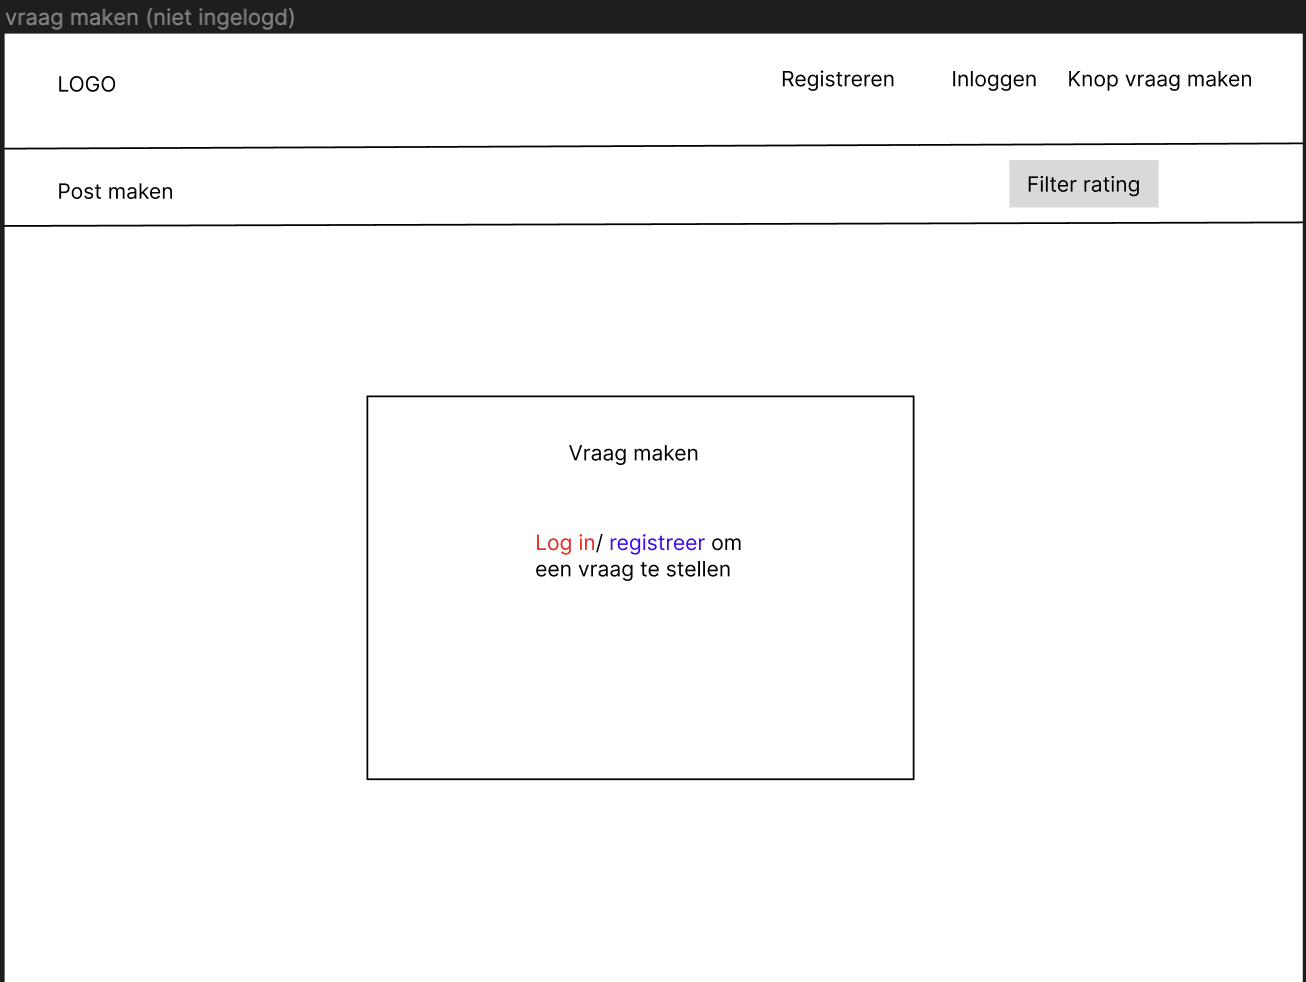 vraag maken (niet ingelogd)
LOGO
Registreren
Inloggen
Knop vraag maken
Post maken
Filter rating
Vraag maken
Log in/ registreer om
een vraag te stellen